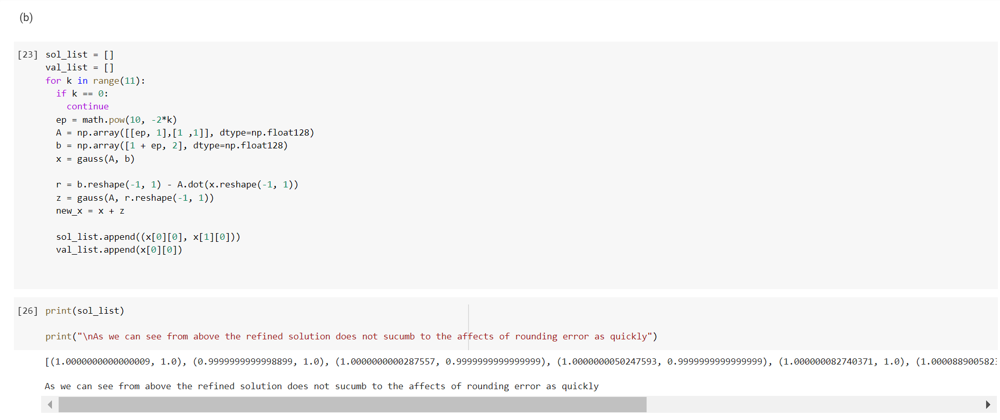 (b)
[23] sol_list = []
val_list = []
for k in range(11):
  if k == 0:
    continue
  ep = math.pow(10, -2*k)
  A = np.array([[ep, 1],[1 ,1]], dtype=np.float128)
  b = np.array([1 + ep, 2], dtype=np.float128)
  x = gauss(A, b)
  r = b.reshape(-1, 1) - A.dot(x.reshape(-1, 1))
  z = gauss(A, r.reshape(-1, 1))
  new_x = x + z
  sol_list.append((x[0][0], x[1][0]))
  val_list.append(x[0][0])
[26] print(sol_list)
print("\nAs we can see from above the refined solution does not sucumb to the affects of rounding error as quickly")
[(1.0000000000000009, 1.0), (0.9999999999998899, 1.0), (1.0000000000287557, 0.9999999999999999), (1.0000000050247593, 0.9999999999999999), (1.000000082740371, 1.0), (1.000088900582
As we can see from above the refined solution does not sucumb to the affects of rounding error as quickly